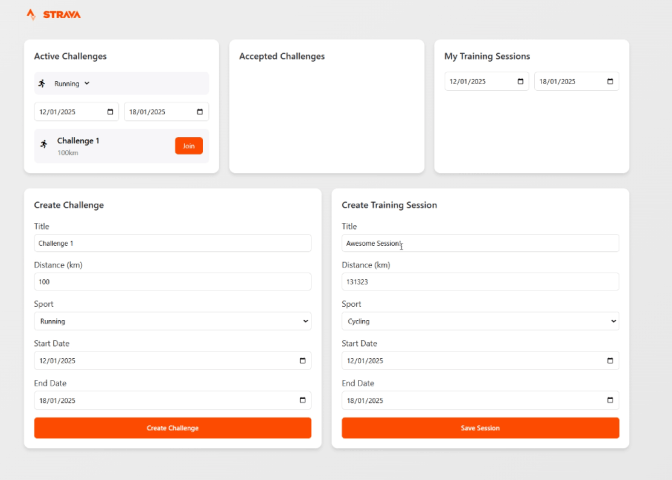 STRAVA
Active Challenges
Running
12/01/2025 18/01/2025
Challenge 1
100km
Join
Accepted Challenges
My Training Sessions
12/01/2025 18/01/2025
Create Challenge
Title
Challenge 1
Distance (km)
100
Sport
Running
Start Date
12/01/2025
End Date
18/01/2025
Create Challenge
Create Training Session
Title
Awesome Session
Distance (km)
131323
Sport
Cycling
Start Date
12/01/2025
End Date
18/01/2025
Save Session